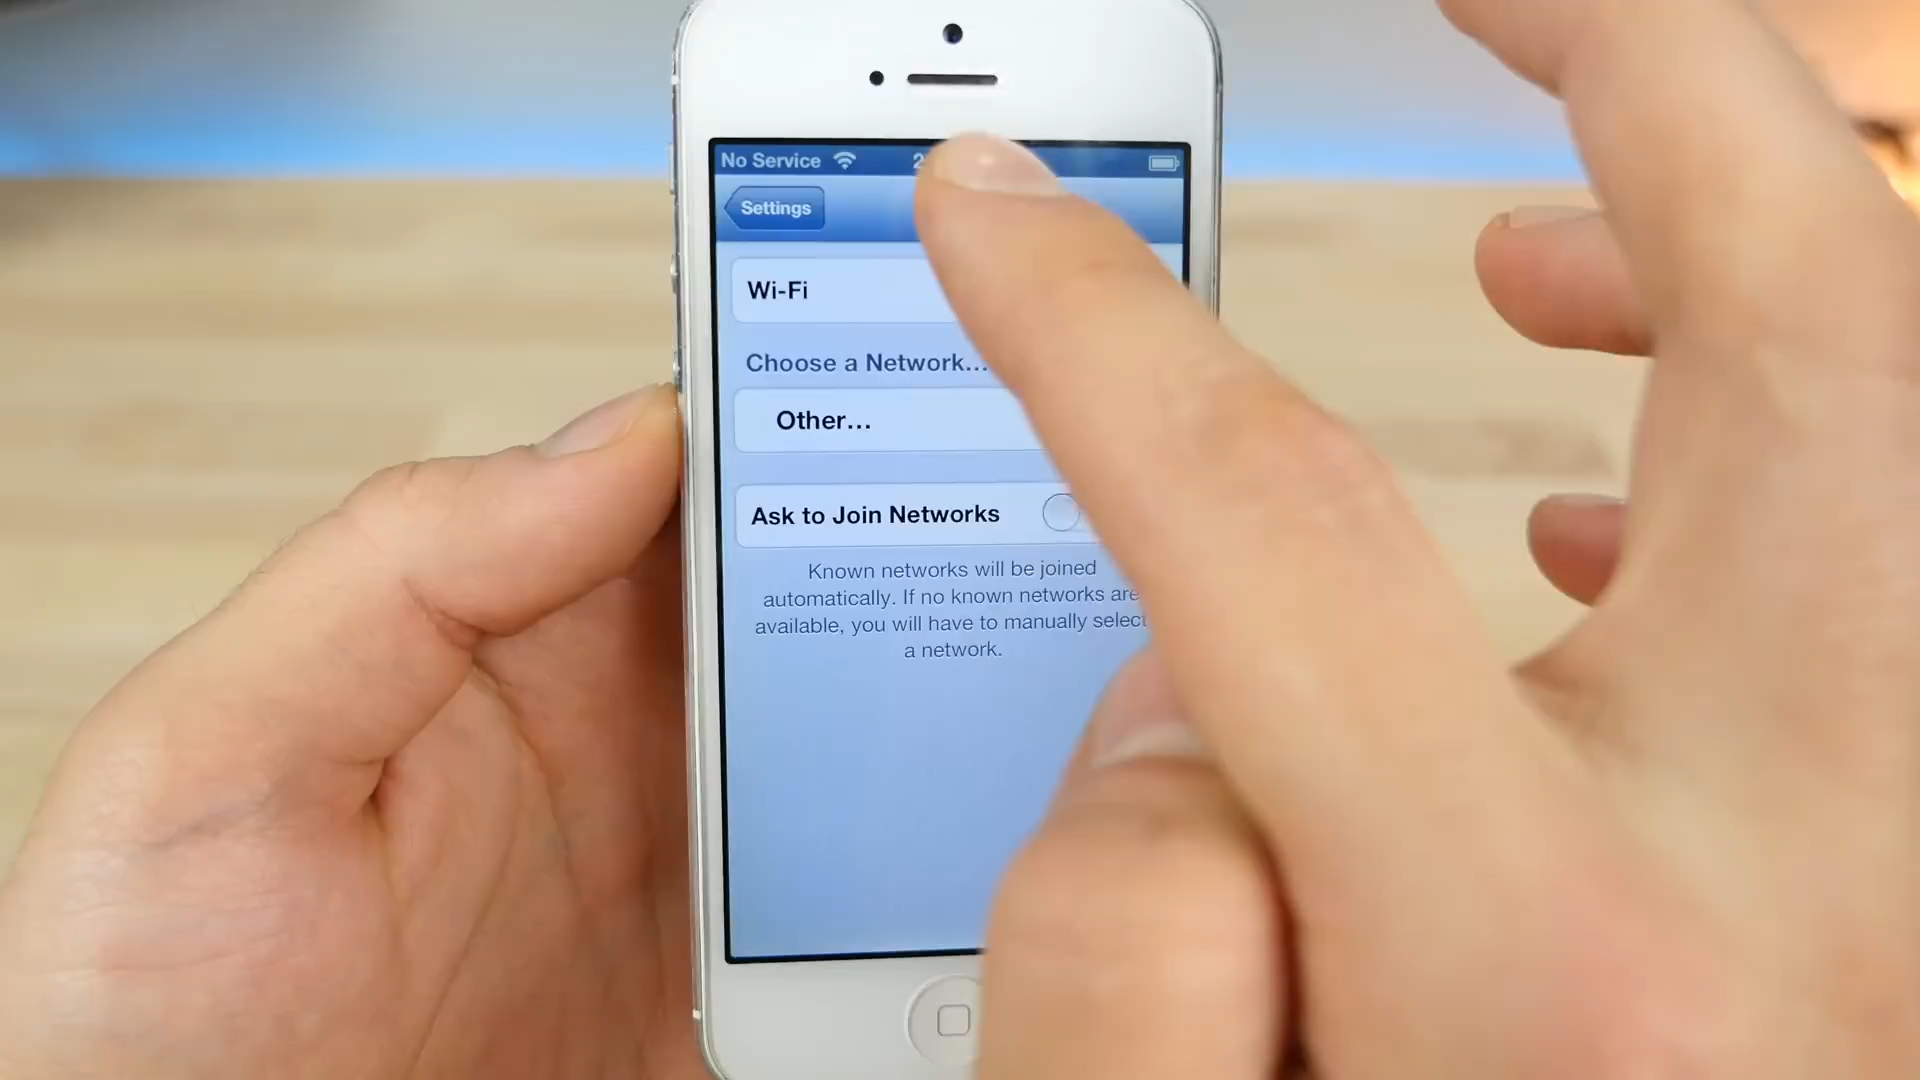 No Service
Settings
Wi-Fi
Choose a Network...
Other...
Ask to Join Networks
Known networks will be joined
automatically. If no known networks are
available, you will have to manually select
a network.